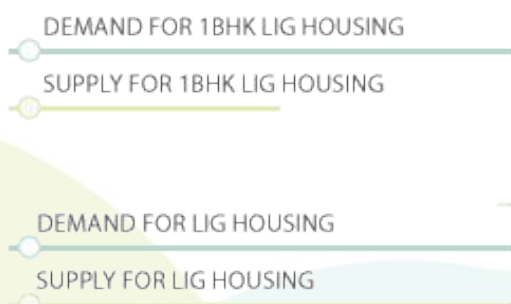 DEMAND FOR 1BHK LIG HOUSING
SUPPLY FOR 1BHK LIG HOUSING
DEMAND FOR LIG HOUSING
SUPPLY FOR LIG HOUSING